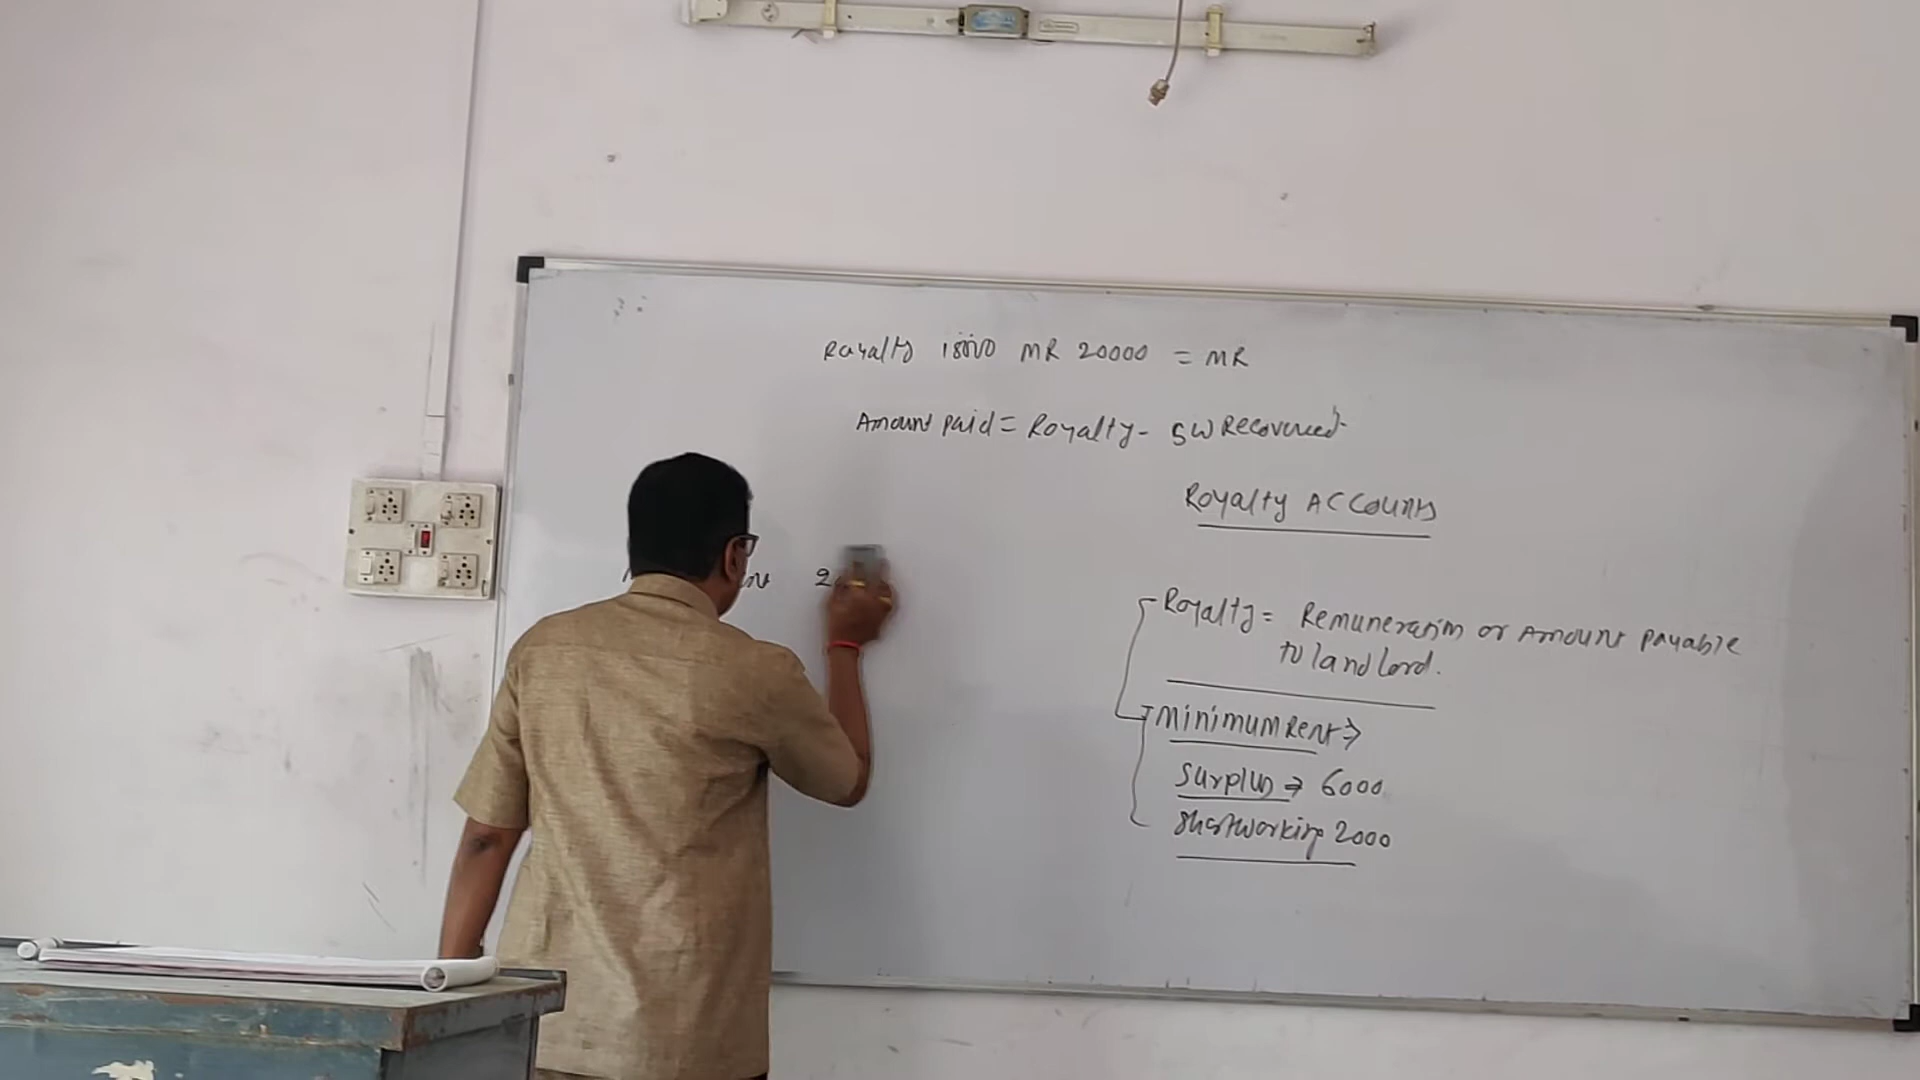 Royalty 18000 MR 20000 = MR
Amount paid = Royalty - SW Recovered
Royalty Accounts
Royalty = Remuneration or Amount payable
to landlord.
Minimum Rent ⇒
Surplus ⇒ 6000
Shortworking 2000